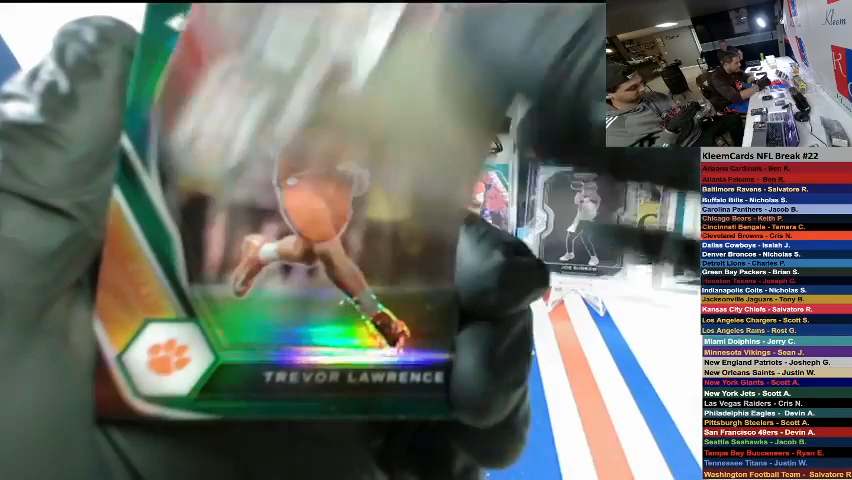 Kleem
TREVOR LAWRENCE
JOE BURROW
KleemCards NFL Break #22
Arizona Cardinals - Ben K.
Atlanta Falcons - Ben K.
Baltimore Ravens - Salvatore R.
Buffalo Bills - Nicholas S.
Carolina Panthers - Jacob B.
Chicago Bears - Keith P.
Cincinnati Bengals - Tamara C.
Cleveland Browns - Cris N.
Dallas Cowboys - Isaiah J.
Denver Broncos - Nicholas S.
Detroit Lions - Charles P.
Green Bay Packers - Brian S.
Houston Texans - Joseph G.
Indianapolis Colts - Nicholas S.
Jacksonville Jaguars - Tony B.
Kansas City Chiefs - Salvatore R.
Los Angeles Chargers - Scott S.
Los Angeles Rams - Rost G.
Miami Dolphins - Jerry C.
Minnesota Vikings - Sean J.
New England Patriots - Josheph G.
New Orleans Saints - Justin W.
New York Giants - Scott A.
New York Jets - Scott A.
Las Vegas Raiders - Cris N.
Philadelphia Eagles - Devin A.
Pittsburgh Steelers - Scott A.
San Francisco 49ers - Devin A.
Seattle Seahawks - Jacob B.
Tampa Bay Buccaneers - Ryan E.
Tennessee Titans - Justin W.
Washington Football Team - Salvatore R